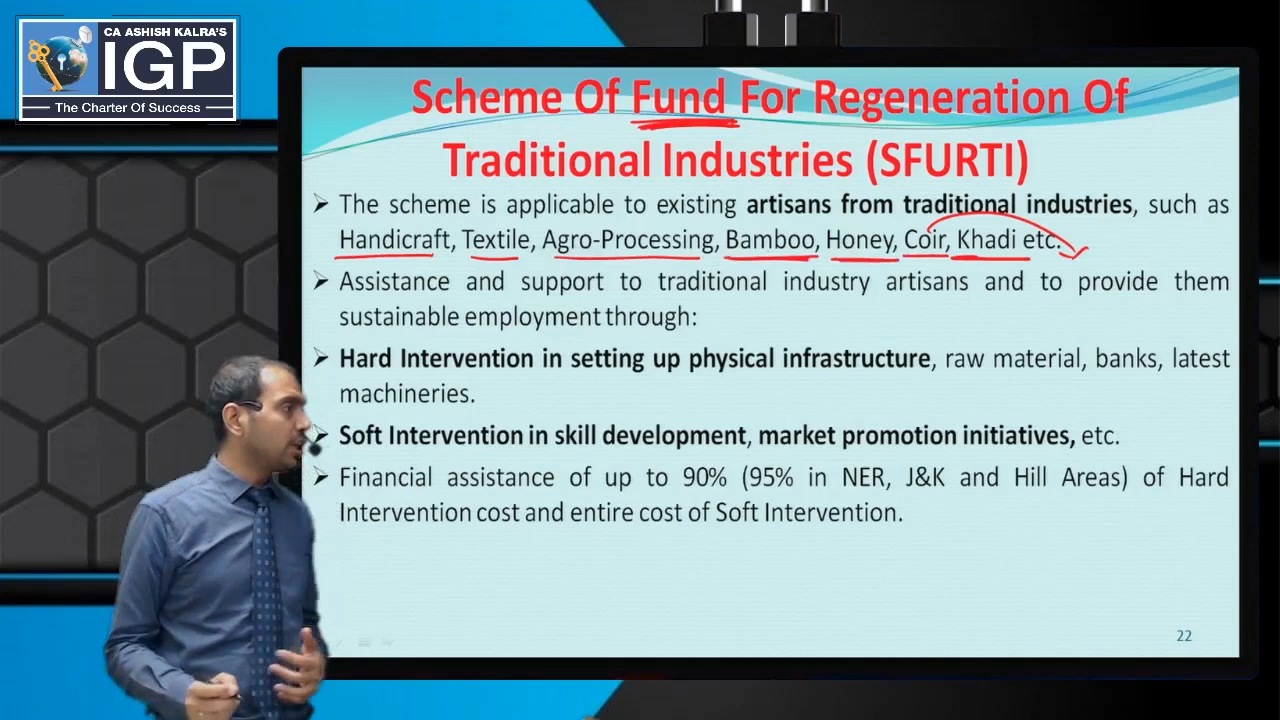 CA ASHISH KALRA'S
IGP
The Charter Of Success
Scheme Of Fund For Regeneration Of
Traditional Industries (SFURTI)
➢ The scheme is applicable to existing artisans from traditional industries, such as
Handicraft, Textile, Agro-Processing, Bamboo, Honey, Coir, Khadi etc.
➢ Assistance and support to traditional industry artisans and to provide them
sustainable employment through:
➢ Hard Intervention in setting up physical infrastructure, raw material, banks, latest
machineries.
➢ Soft Intervention in skill development, market promotion initiatives, etc.
➢ Financial assistance of up to 90% (95% in NER, J&K and Hill Areas) of Hard
Intervention cost and entire cost of Soft Intervention.
22